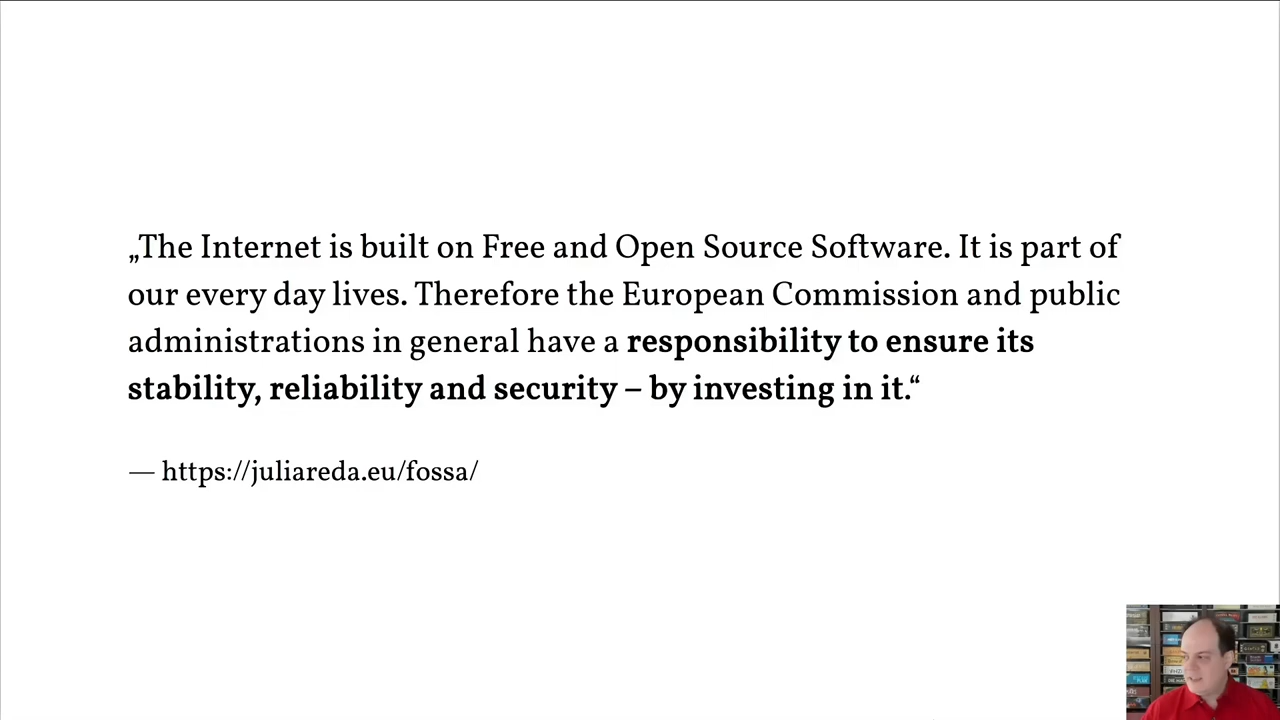 „The Internet is built on Free and Open Source Software. It is part of
our every day lives. Therefore the European Commission and public
administrations in general have a responsibility to ensure its
stability, reliability and security – by investing in it.“
— https://juliareda.eu/fossa/